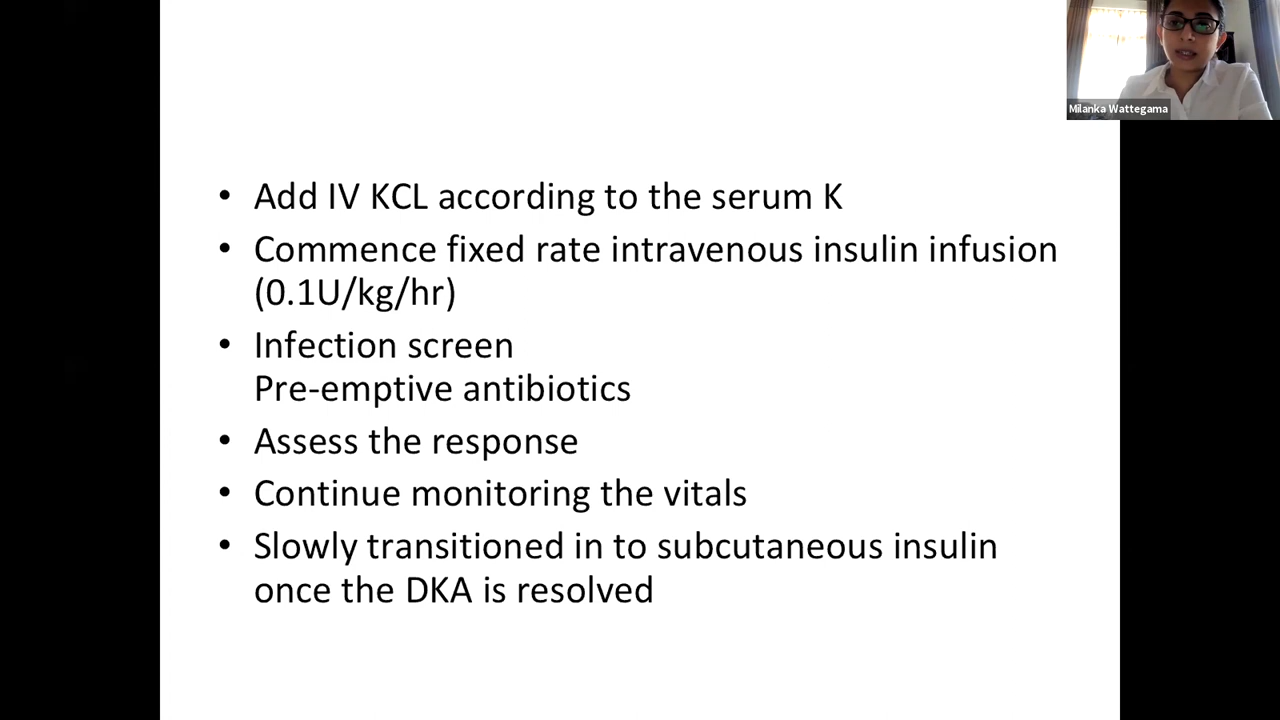 Milanka Wattegama
• Add IV KCL according to the serum K
• Commence fixed rate intravenous insulin infusion
(0.1U/kg/hr)
• Infection screen
Pre-emptive antibiotics
• Assess the response
• Continue monitoring the vitals
• Slowly transitioned in to subcutaneous insulin
once the DKA is resolved